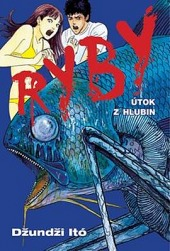 RYBY
ÚTOK
Z HLUBIN
Džundži Itó